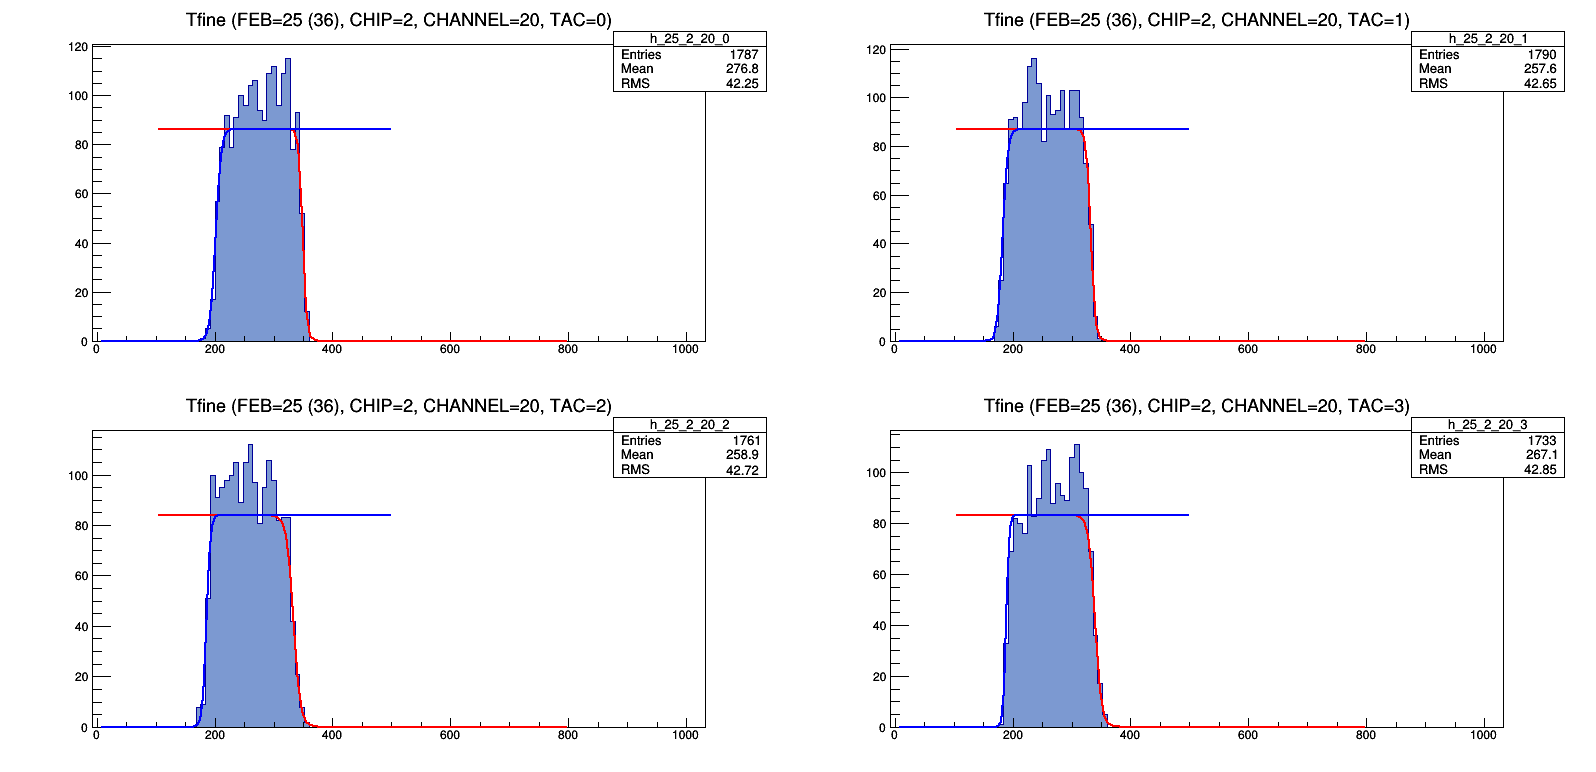 Tfine (FEB=25 (36), CHIP=2, CHANNEL=20, TAC=0)
h_25_2_20_0
Entries 1787
Mean 276.8
RMS 42.25
120
100
80
60
40
20
0
0 200 400 600 800 1000
Tfine (FEB=25 (36), CHIP=2, CHANNEL=20, TAC=1)
h_25_2_20_1
Entries 1790
Mean 257.6
RMS 42.65
120
100
80
60
40
20
0
0 200 400 600 800 1000
Tfine (FEB=25 (36), CHIP=2, CHANNEL=20, TAC=2)
h_25_2_20_2
Entries 1761
Mean 258.9
RMS 42.72
100
80
60
40
20
0
0 200 400 600 800 1000
Tfine (FEB=25 (36), CHIP=2, CHANNEL=20, TAC=3)
h_25_2_20_3
Entries 1733
Mean 267.1
RMS 42.85
100
80
60
40
20
0
0 200 400 600 800 1000